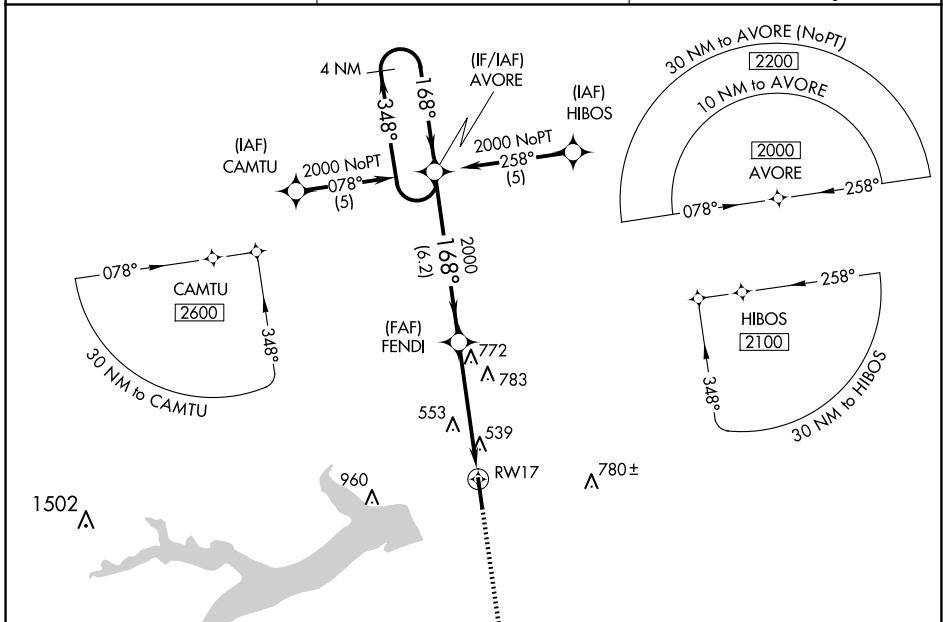 4 NM
168°
348°
(IF/IAF)
AVORE
(IAF)
HIBOS
2000 NoPT
258°
(5)
(IAF)
CAMTU
2000 NoPT
078°
(5)
30 NM to AVORE (NoPT)
2200
10 NM to AVORE
2000
AVORE
078°
258°
2000
168°
(6.2)
078°
CAMTU
2600
348°
30 NM to CAMTU
258°
HIBOS
2100
348°
30 NM to HIBOS
(FAF)
FENDI
772
783
553
539
RW17
780±
960
1502